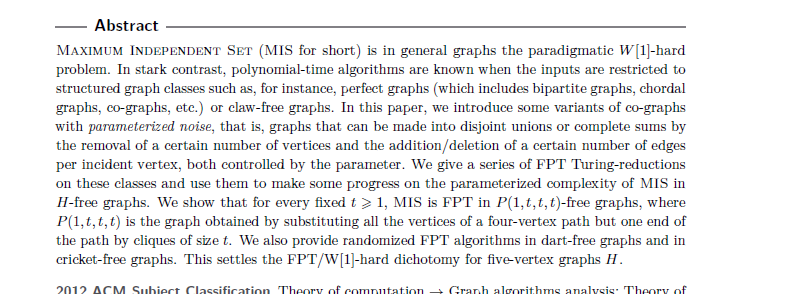 Abstract
MAXIMUM INDEPENDENT SET (MIS for short) is in general graphs the paradigmatic W[1]-hard
problem. In stark contrast, polynomial-time algorithms are known when the inputs are restricted to
structured graph classes such as, for instance, perfect graphs (which includes bipartite graphs, chordal
graphs, co-graphs, etc.) or claw-free graphs. In this paper, we introduce some variants of co-graphs
with parameterized noise, that is, graphs that can be made into disjoint unions or complete sums by
the removal of a certain number of vertices and the addition/deletion of a certain number of edges
per incident vertex, both controlled by the parameter. We give a series of FPT Turing-reductions
on these classes and use them to make some progress on the parameterized complexity of MIS in
H-free graphs. We show that for every fixed t ⩾ 1, MIS is FPT in P(1,t,t,t)-free graphs, where
P(1,t,t,t) is the graph obtained by substituting all the vertices of a four-vertex path but one end of
the path by cliques of size t. We also provide randomized FPT algorithms in dart-free graphs and in
cricket-free graphs. This settles the FPT/W[1]-hard dichotomy for five-vertex graphs H.
2012 ACM Subject Classification Theory of computation → Graph algorithms analysis; Theory of